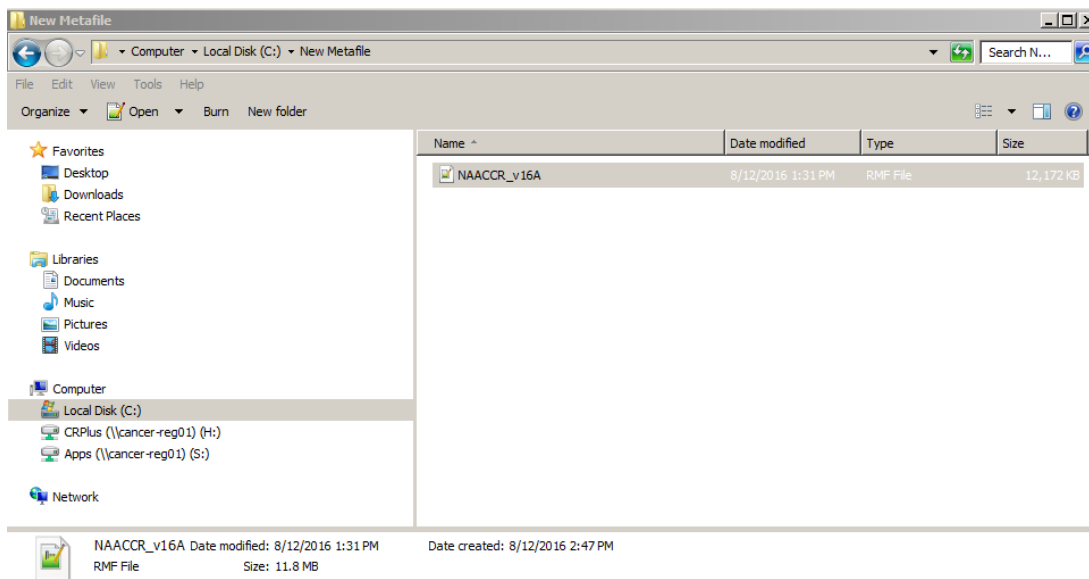 New Metafile
Computer Local Disk (C:) New Metafile Search N...
File Edit View Tools Help
Organize Open Burn New folder
Name Date modified Type Size
NAACCR_v16A 8/12/2016 1:31 PM RMF File 12,172 KB
Favorites
Desktop
Downloads
Recent Places
Libraries
Documents
Music
Pictures
Videos
Computer
Local Disk (C:)
CRPlus (\\cancer-reg01) (H:)
Apps (\\cancer-reg01) (S:)
Network
NAACCR_v16A Date modified: 8/12/2016 1:31 PM Date created: 8/12/2016 2:47 PM
RMF File Size: 11.8 MB